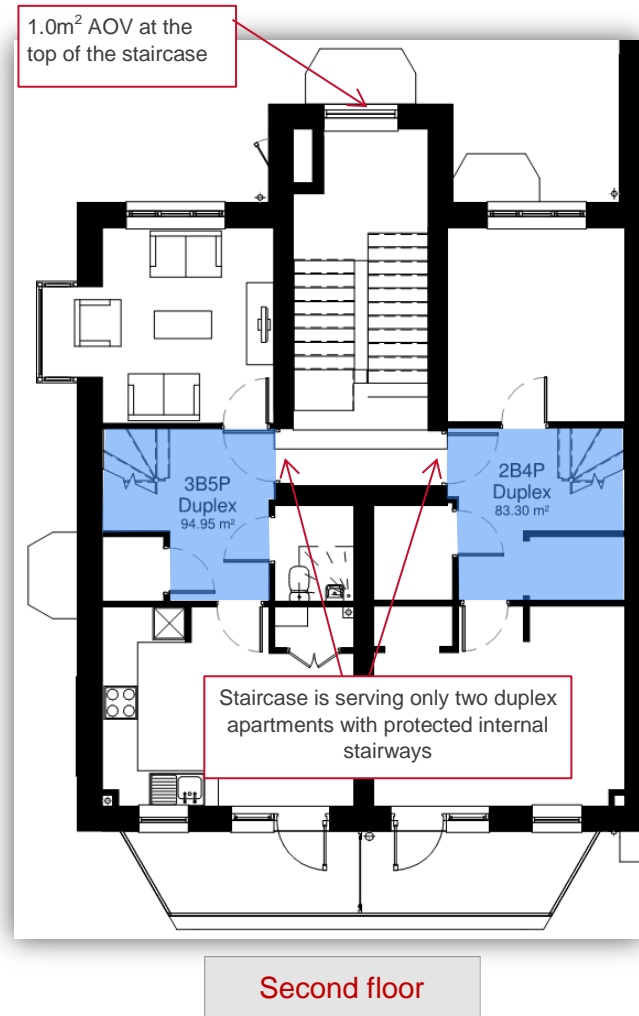 1.0m² AOV at the
top of the staircase
3B5P
Duplex
94.95 m²
2B4P
Duplex
83.30 m²
Staircase is serving only two duplex
apartments with protected internal
stairways
Second floor